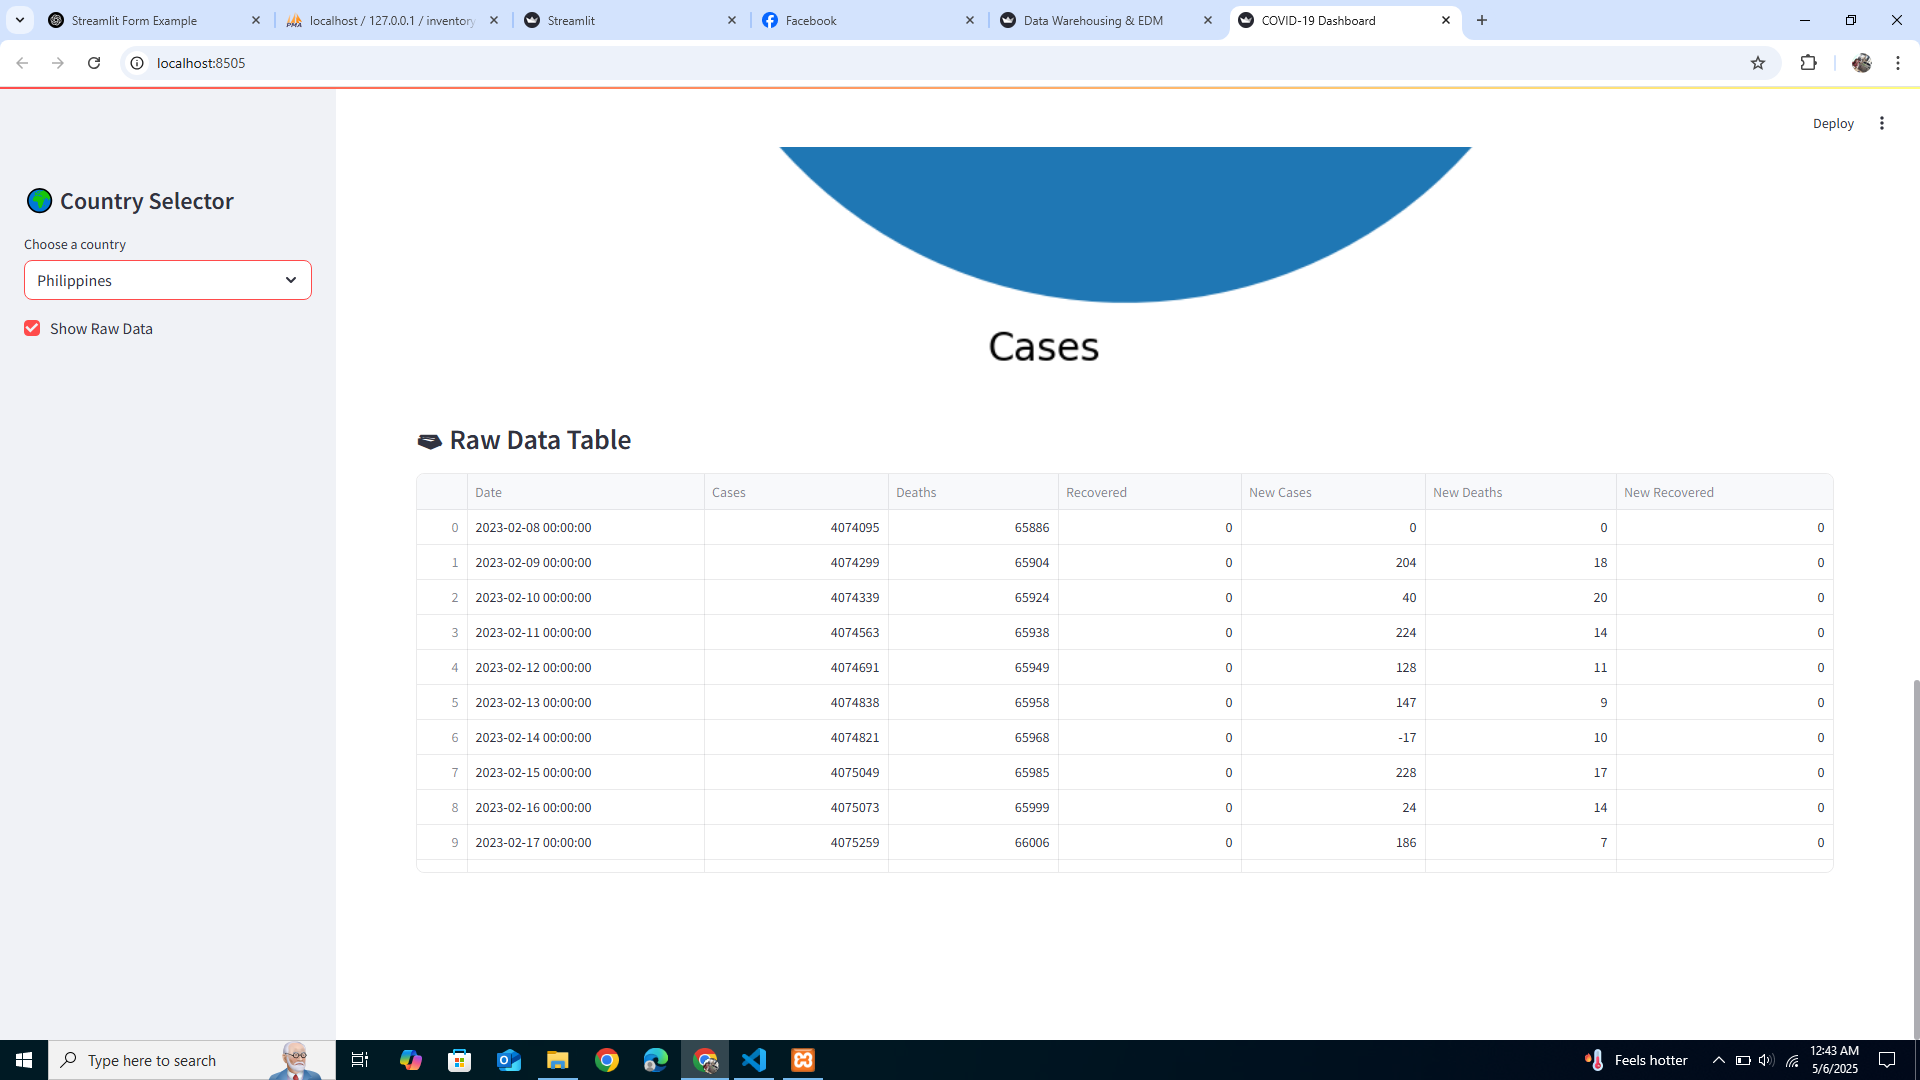 Streamlit Form Example
localhost / 127.0.0.1 / inventory
Streamlit
Facebook
Data Warehousing & EDM
COVID-19 Dashboard
localhost:8505
Deploy
Country Selector
Choose a country
Philippines
Show Raw Data
Cases
Raw Data Table
Date Cases Deaths Recovered New Cases New Deaths New Recovered
0 2023-02-08 00:00:00 4074095 65886 0 0 0 0
1 2023-02-09 00:00:00 4074299 65904 0 204 18 0
2 2023-02-10 00:00:00 4074339 65924 0 40 20 0
3 2023-02-11 00:00:00 4074563 65938 0 224 14 0
4 2023-02-12 00:00:00 4074691 65949 0 128 11 0
5 2023-02-13 00:00:00 4074838 65958 0 147 9 0
6 2023-02-14 00:00:00 4074821 65968 0 -17 10 0
7 2023-02-15 00:00:00 4075049 65985 0 228 17 0
8 2023-02-16 00:00:00 4075073 65999 0 24 14 0
9 2023-02-17 00:00:00 4075259 66006 0 186 7 0
Type here to search
Feels hotter
12:43 AM
5/6/2025